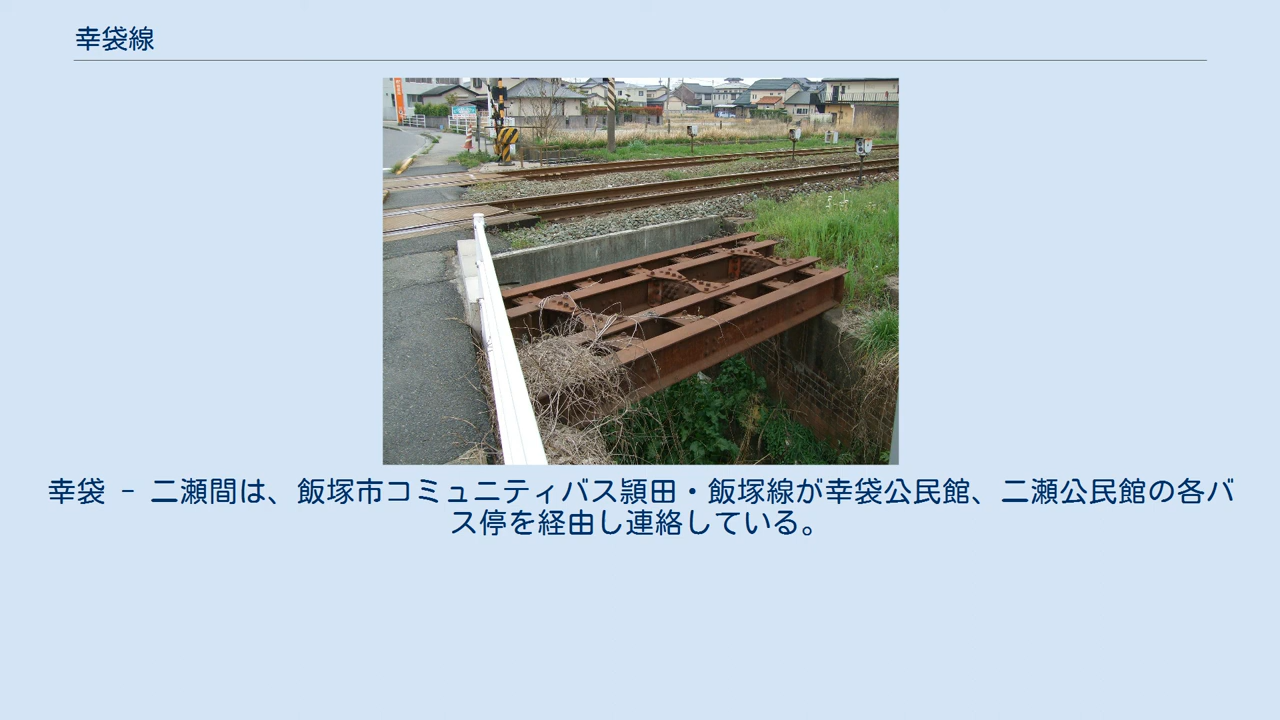 幸袋線
幸袋 - 二瀬間は、飯塚市コミュニティバス頴田・飯塚線が幸袋公民館、二瀬公民館の各バ
ス停を経由し連絡している。